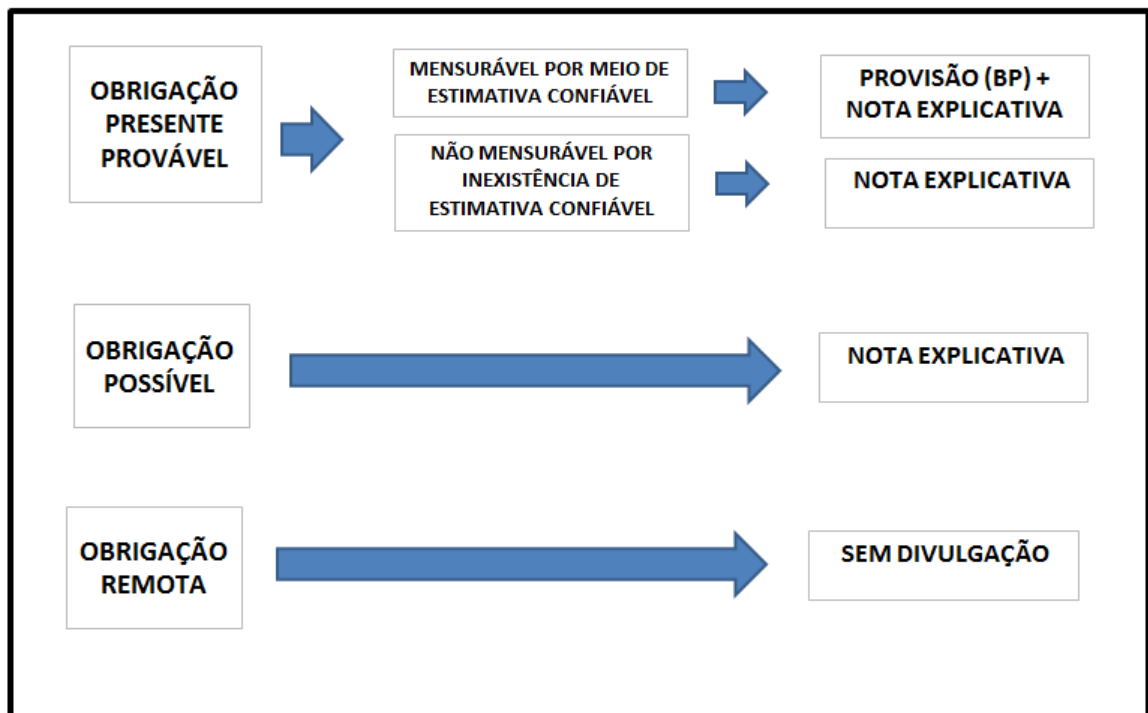 OBRIGAÇÃO
PRESENTE
PROVÁVEL
MENSURÁVEL POR MEIO DE
ESTIMATIVA CONFIÁVEL
PROVISÃO (BP) +
NOTA EXPLICATIVA
NÃO MENSURÁVEL POR
INEXISTÊNCIA DE
ESTIMATIVA CONFIÁVEL
NOTA EXPLICATIVA
OBRIGAÇÃO
POSSÍVEL
NOTA EXPLICATIVA
OBRIGAÇÃO
REMOTA
SEM DIVULGAÇÃO